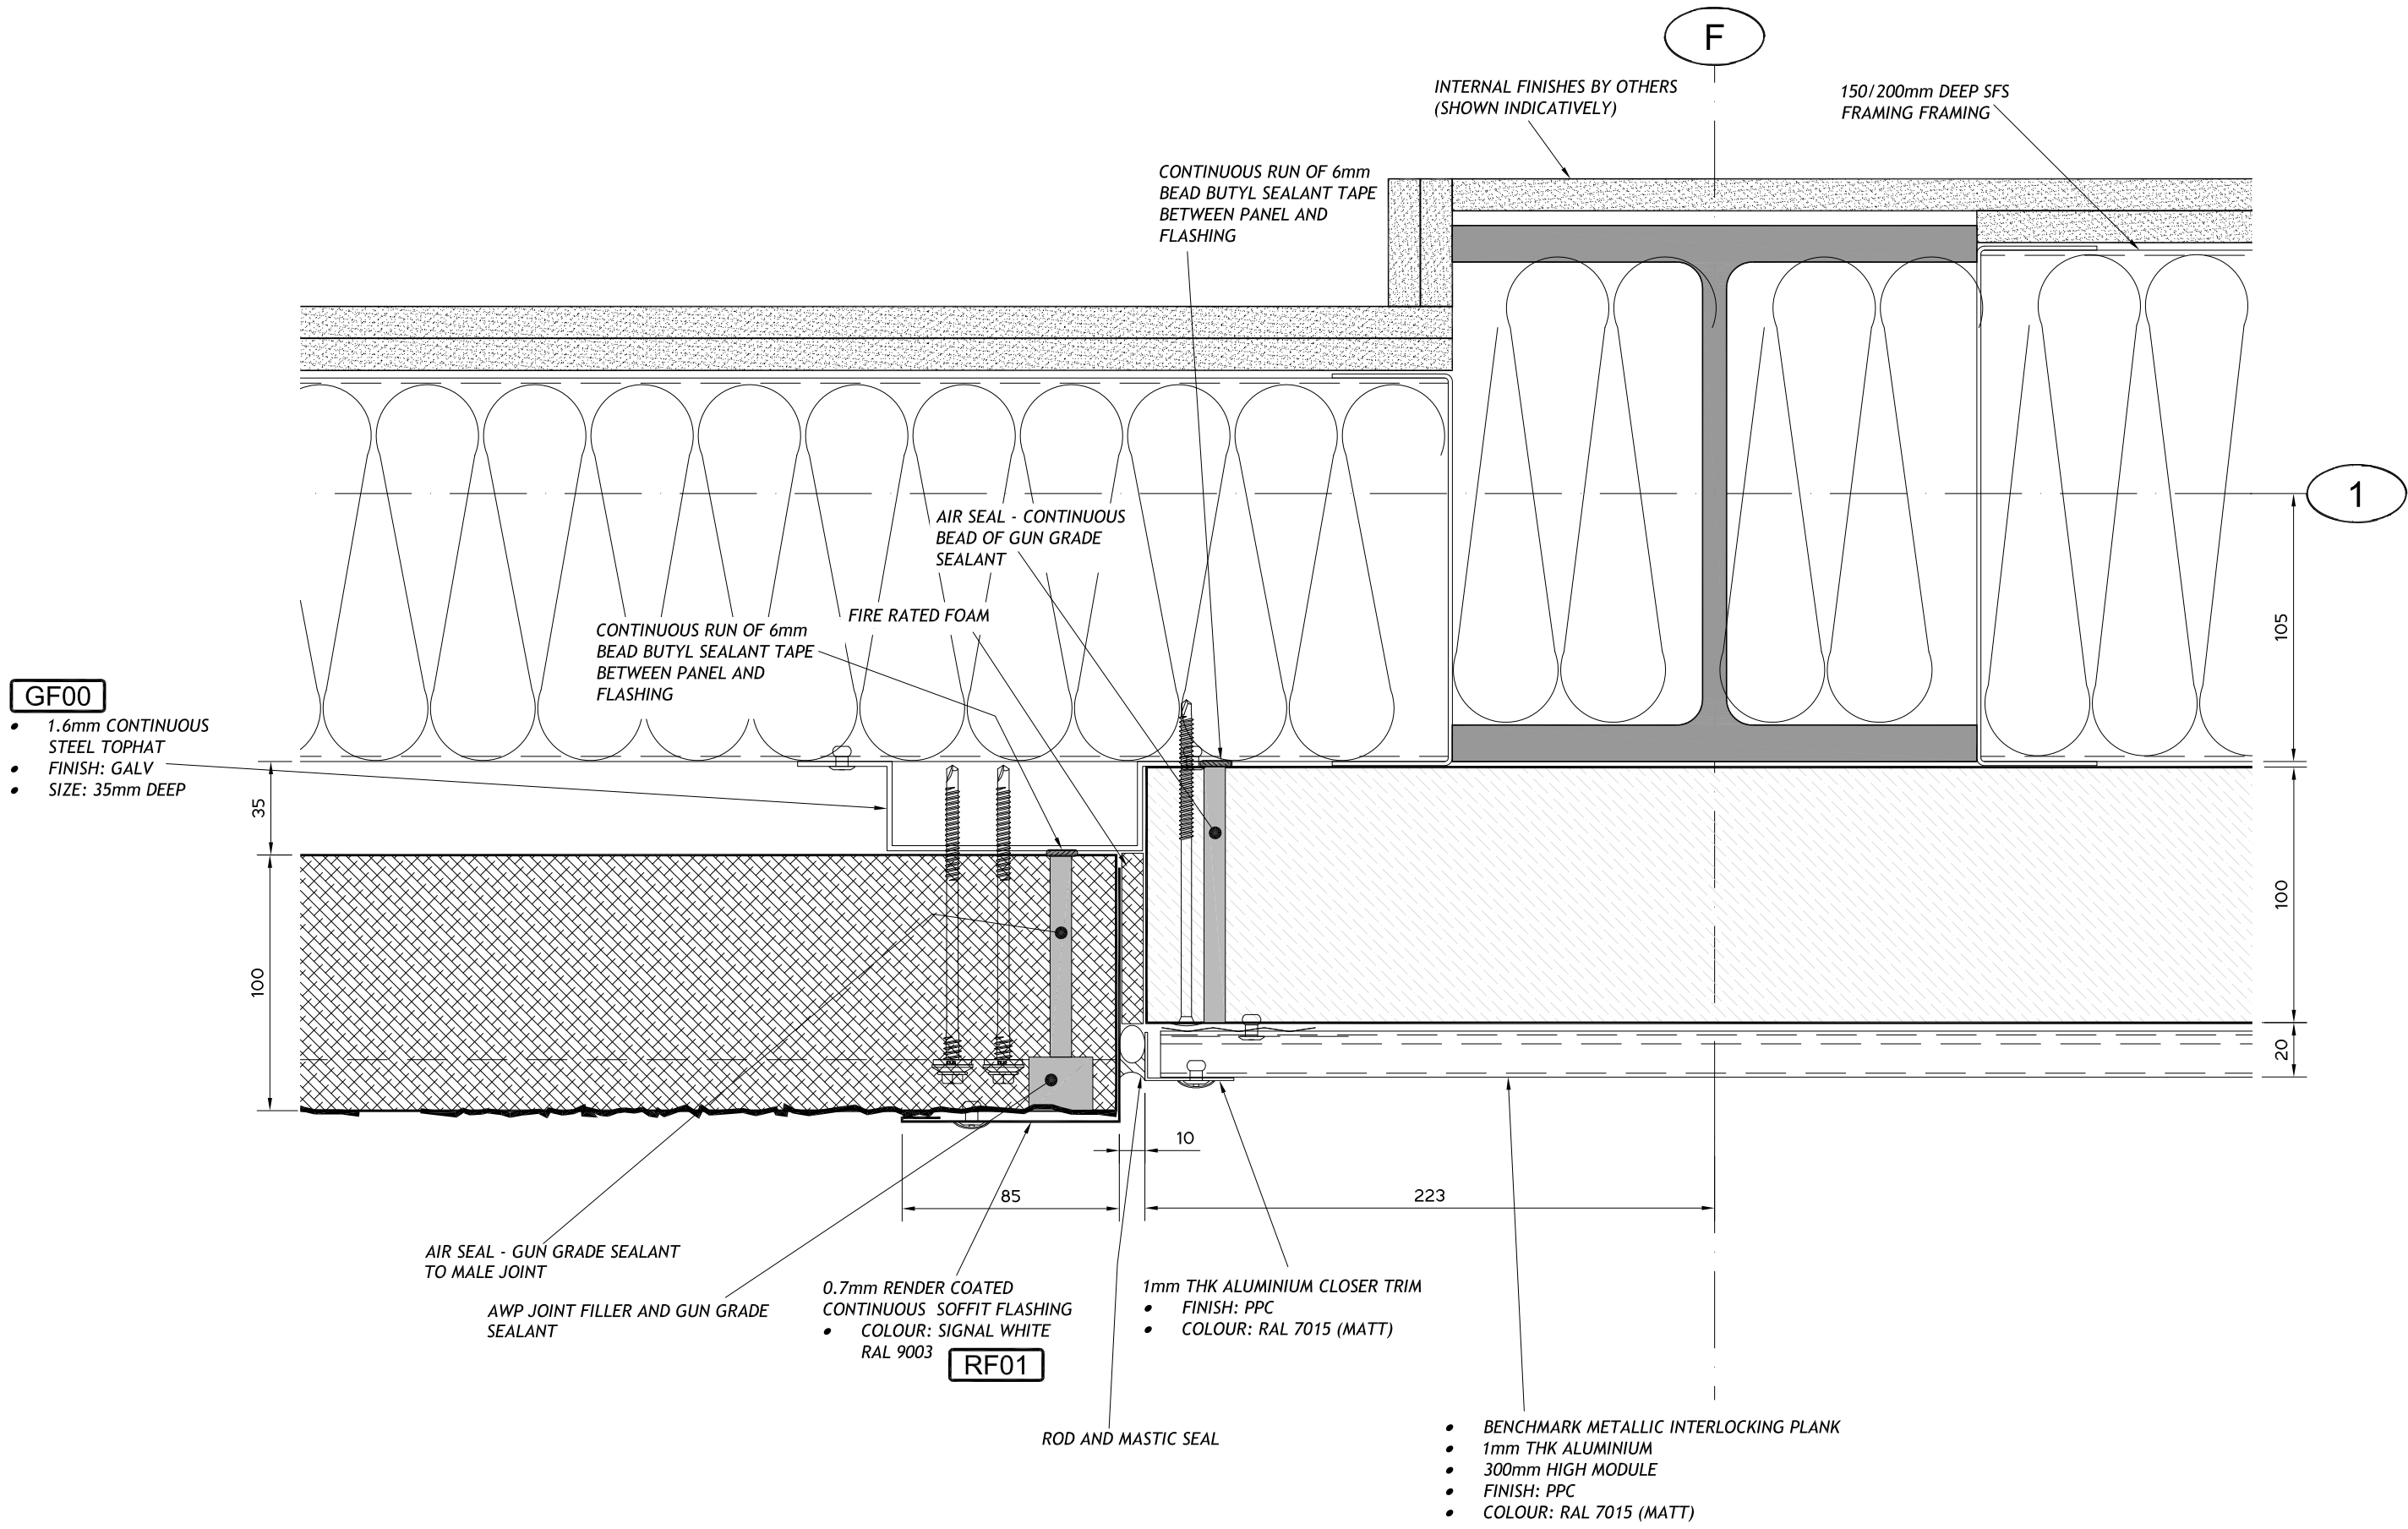 F
INTERNAL FINISHES BY OTHERS
(SHOWN INDICATIVELY)
150/200mm DEEP SFS
FRAMING FRAMING
CONTINUOUS RUN OF 6mm
BEAD BUTYL SEALANT TAPE
BETWEEN PANEL AND
FLASHING
1
AIR SEAL - CONTINUOUS
BEAD OF GUN GRADE
SEALANT
FIRE RATED FOAM
CONTINUOUS RUN OF 6mm
BEAD BUTYL SEALANT TAPE
BETWEEN PANEL AND
FLASHING
105
GF00
• 1.6mm CONTINUOUS
STEEL TOPHAT
• FINISH: GALV
• SIZE: 35mm DEEP
35
100
100
20
10
85
223
AIR SEAL - GUN GRADE SEALANT
TO MALE JOINT
AWP JOINT FILLER AND GUN GRADE
SEALANT
0.7mm RENDER COATED
CONTINUOUS SOFFIT FLASHING
• COLOUR: SIGNAL WHITE
RAL 9003
RF01
1mm THK ALUMINIUM CLOSER TRIM
• FINISH: PPC
• COLOUR: RAL 7015 (MATT)
ROD AND MASTIC SEAL
• BENCHMARK METALLIC INTERLOCKING PLANK
• 1mm THK ALUMINIUM
• 300mm HIGH MODULE
• FINISH: PPC
• COLOUR: RAL 7015 (MATT)